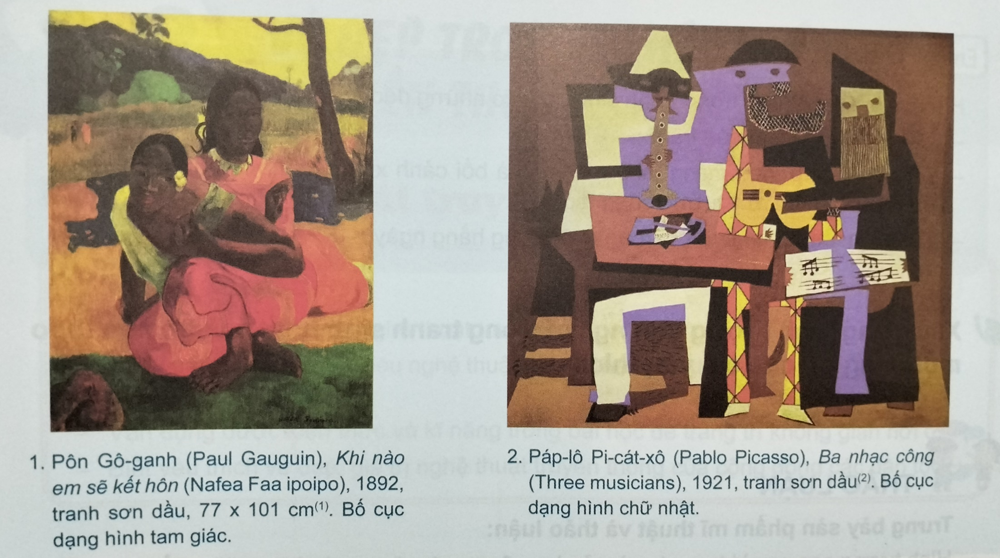 1. Pôn Gô-ganh (Paul Gauguin), Khi nào
em sẽ kết hôn (Nafea Faa ipoipo), 1892,
tranh sơn dầu, 77 x 101 cm(1). Bố cục
dạng hình tam giác.
2. Páp-lô Pi-cát-xô (Pablo Picasso), Ba nhạc công
(Three musicians), 1921, tranh sơn dầu(2). Bố cục
dạng hình chữ nhật.